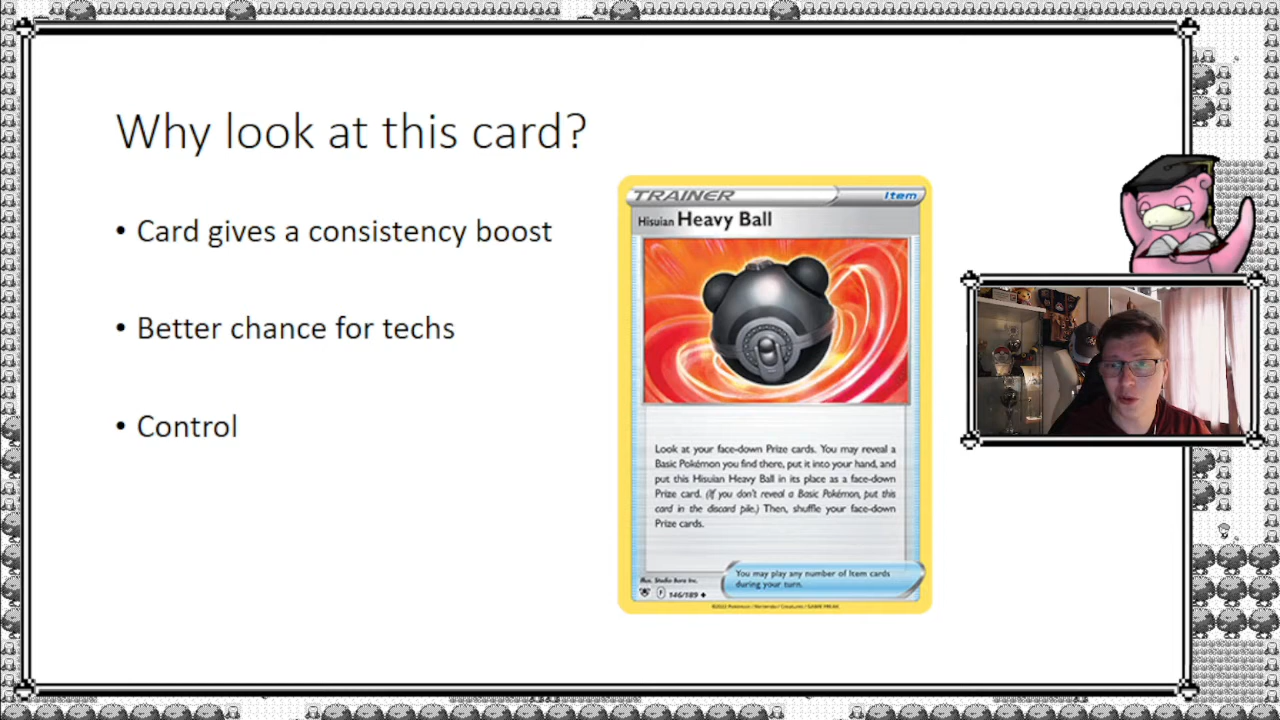 Why look at this card?
• Card gives a consistency boost
• Better chance for techs
• Control
TRAINER Item
Hisuian Heavy Ball
Look at your face-down Prize cards. You may reveal a
Basic Pokémon you find there, put it into your hand, and
put this Hisuian Heavy Ball in its place as a face-down
Prize card. (If you don't reveal a Basic Pokémon, put this
card in the discard pile.) Then, shuffle your face-down
Prize cards.
You may play any number of Item cards
during your turn.
Illus. Studio Bora Inc.
146/189